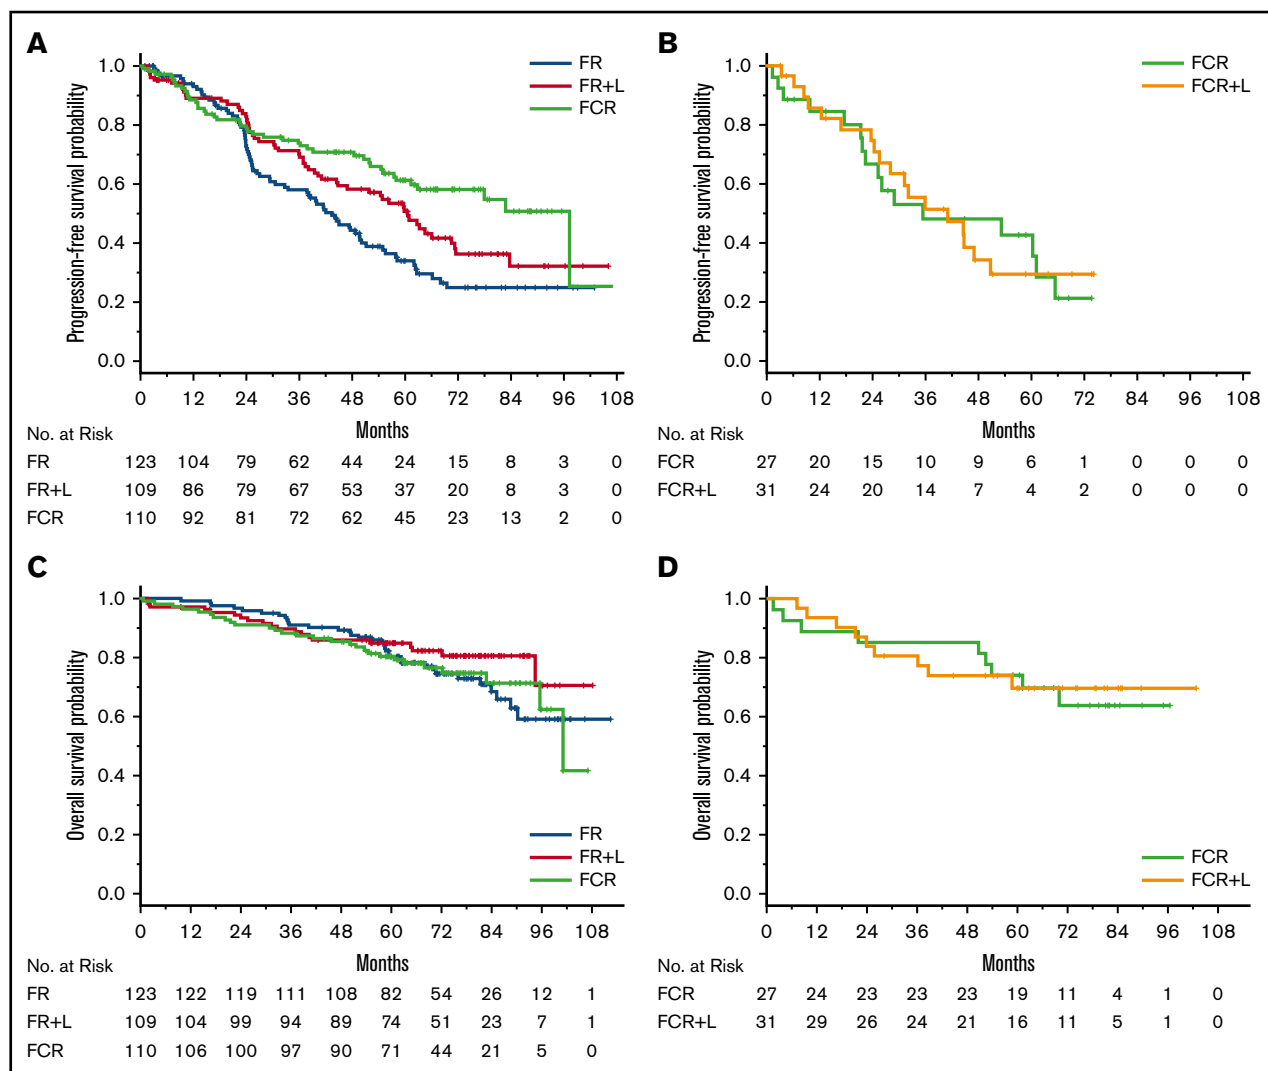 A
Progression-free survival probability
1.0
0.8
0.6
0.4
0.2
0.0
FR
FR+L
FCR
0 12 24 36 48 60 72 84 96 108
Months
No. at Risk
FR 123 104 79 62 44 24 15 8 3 0
FR+L 109 86 79 67 53 37 20 8 3 0
FCR 110 92 81 72 62 45 23 13 2 0
B
Progression-free survival probability
1.0
0.8
0.6
0.4
0.2
0.0
FCR
FCR+L
0 12 24 36 48 60 72 84 96 108
Months
No. at Risk
FCR 27 20 15 10 9 6 1 0 0 0
FCR+L 31 24 20 14 7 4 2 0 0 0
C
Overall survival probability
1.0
0.8
0.6
0.4
0.2
0.0
FR
FR+L
FCR
0 12 24 36 48 60 72 84 96 108
Months
No. at Risk
FR 123 122 119 111 108 82 54 26 12 1
FR+L 109 104 99 94 89 74 51 23 7 1
FCR 110 106 100 97 90 71 44 21 5 0
D
Overall survival probability
1.0
0.8
0.6
0.4
0.2
0.0
FCR
FCR+L
0 12 24 36 48 60 72 84 96 108
Months
No. at Risk
FCR 27 24 23 23 23 19 11 4 1 0
FCR+L 31 29 26 24 21 16 11 5 1 0